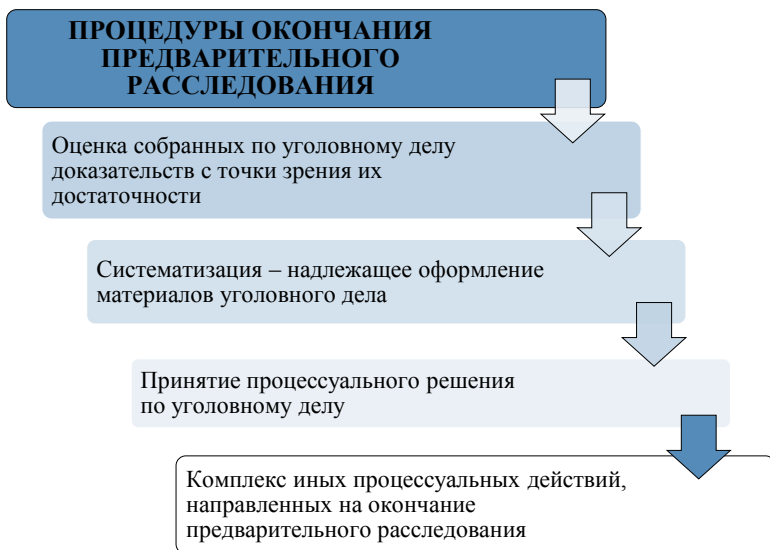 ПРОЦЕДУРЫ ОКОНЧАНИЯ
ПРЕДВАРИТЕЛЬНОГО
РАССЛЕДОВАНИЯ
Оценка собранных по уголовному делу
доказательств с точки зрения их
достаточности
Систематизация – надлежащее оформление
материалов уголовного дела
Принятие процессуального решения
по уголовному делу
Комплекс иных процессуальных действий,
направленных на окончание
предварительного расследования